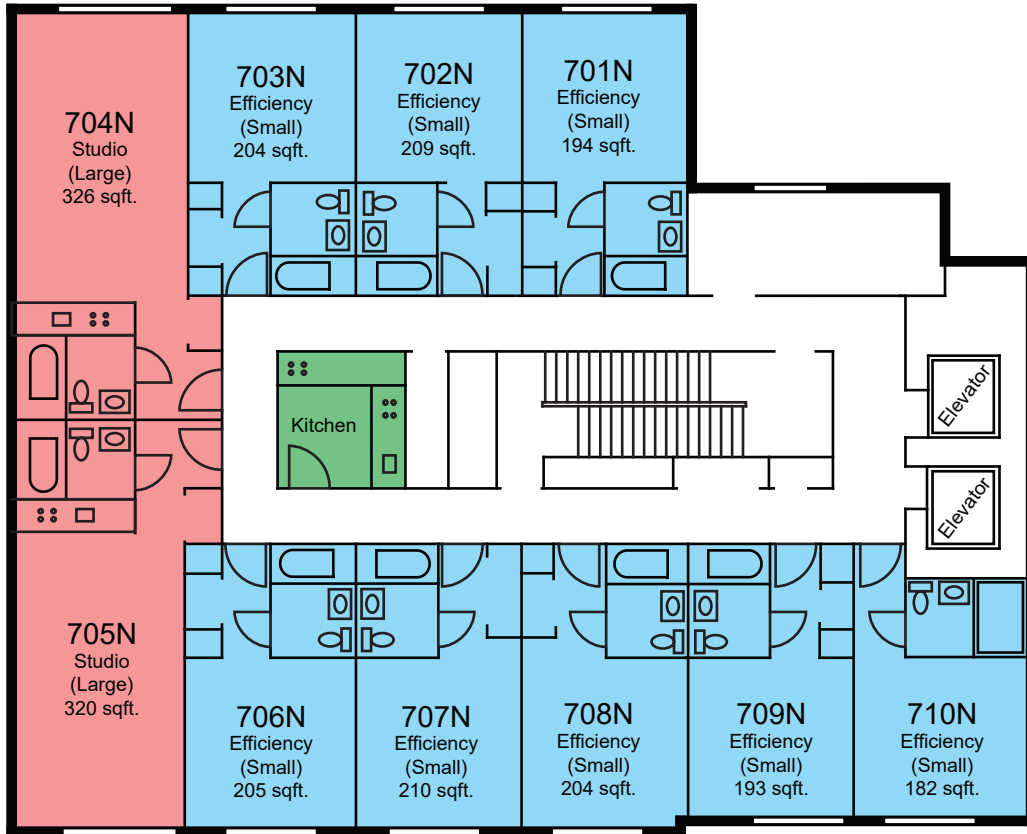 704N
Studio
(Large)
326 sqft.
703N
Efficiency
(Small)
204 sqft.
702N
Efficiency
(Small)
209 sqft.
701N
Efficiency
(Small)
194 sqft.
Kitchen
Elevator
Elevator
705N
Studio
(Large)
320 sqft.
706N
Efficiency
(Small)
205 sqft.
707N
Efficiency
(Small)
210 sqft.
708N
Efficiency
(Small)
204 sqft.
709N
Efficiency
(Small)
193 sqft.
710N
Efficiency
(Small)
182 sqft.